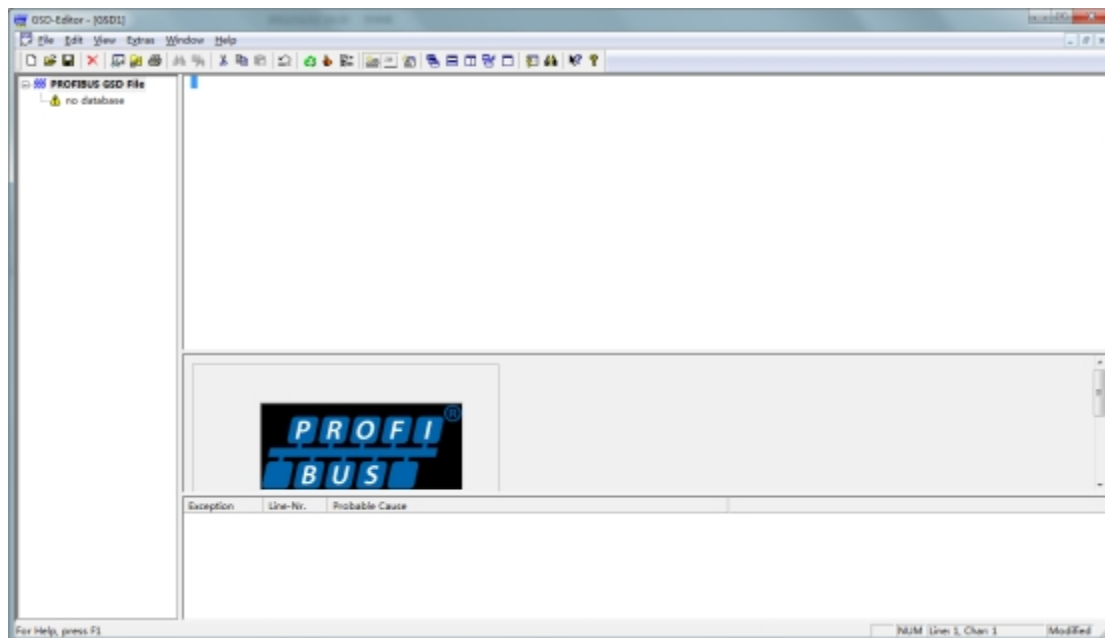 GSD-Editor - [GSD1]
File Edit View Extras Window Help
PROFIBUS GSD File
no database
PROFI ®
BUS
Exception Line-Nr. Probable Cause
For Help, press F1
NUM Line: 1, Char: 1 Modified